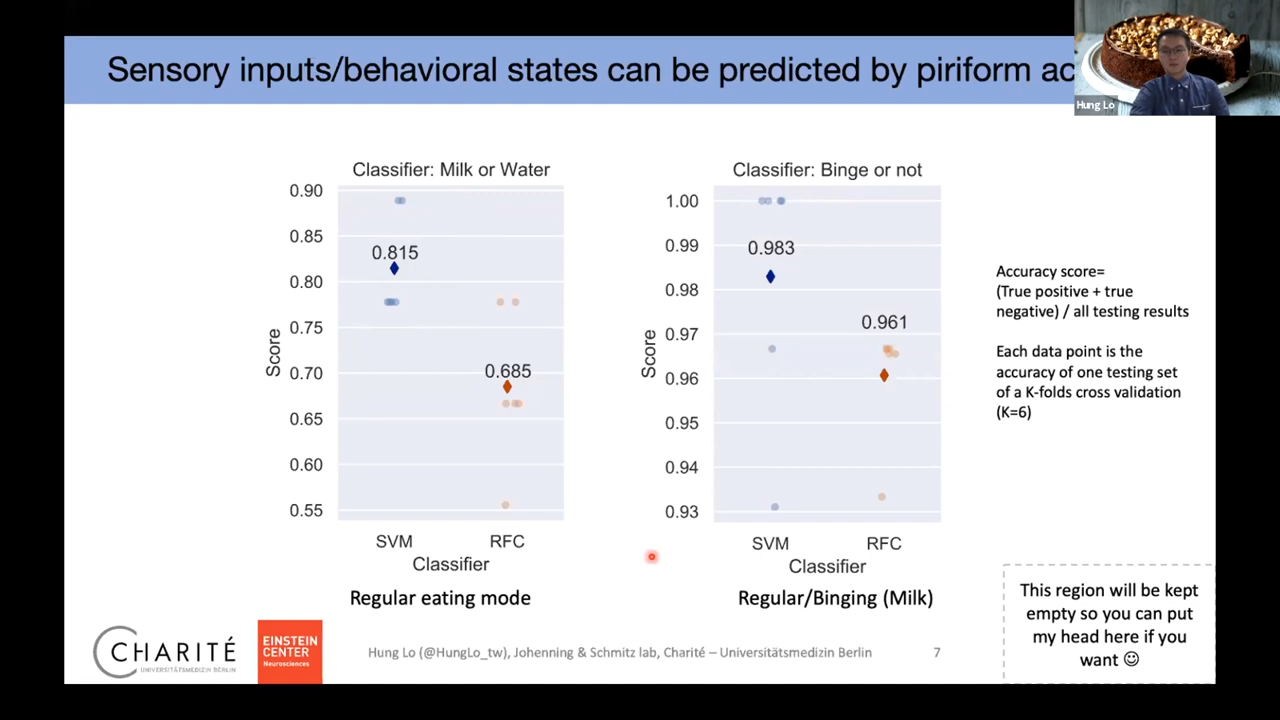 Sensory inputs/behavioral states can be predicted by piriform ac
Hung Lo
Classifier: Milk or Water
0.90
0.85
0.80
0.75
0.70
0.65
0.60
0.55
Score
0.815
0.685
SVM RFC
Classifier
Regular eating mode
Classifier: Binge or not
1.00
0.99
0.98
0.97
0.96
0.95
0.94
0.93
Score
0.983
0.961
SVM RFC
Classifier
Regular/Binging (Milk)
Accuracy score=
(True positive + true
negative) / all testing results
Each data point is the
accuracy of one testing set
of a K-folds cross validation
(K=6)
This region will be kept
empty so you can put
my head here if you
want ☺
CHARITÉ
UNIVERSITÄTSMEDIZIN BERLIN
EINSTEIN
CENTER
Neurosciences
Hung Lo (@HungLo_tw), Johenning & Schmitz lab, Charité – Universitätsmedizin Berlin
7